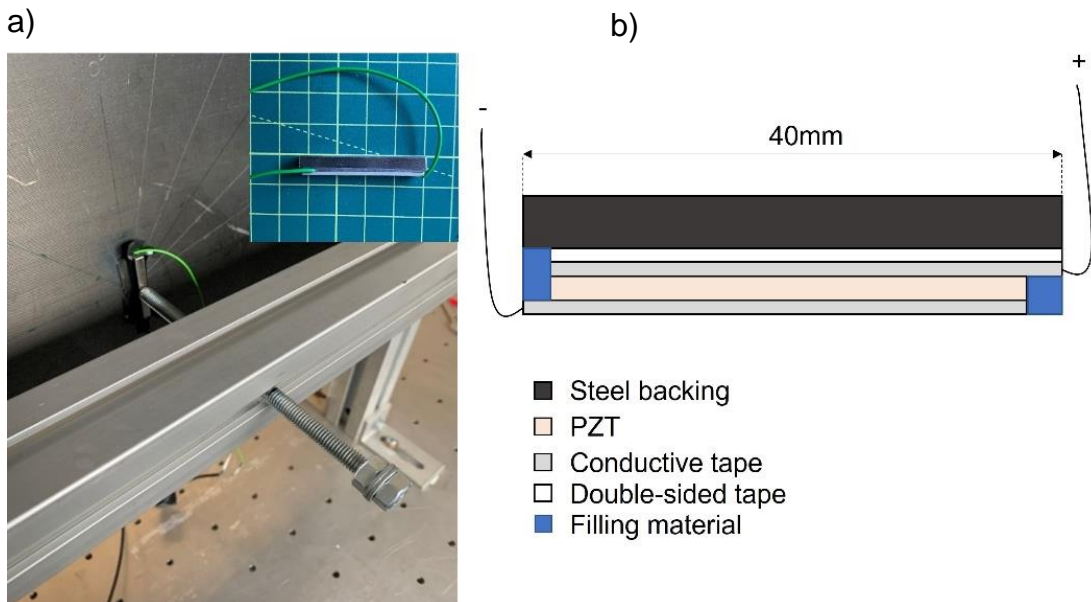 a)
b)
-
+
40mm
Steel backing
PZT
Conductive tape
Double-sided tape
Filling material